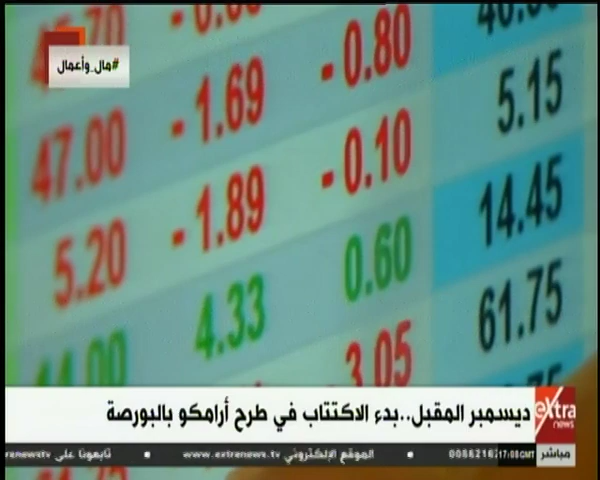 #مال_وأعمال
47.00 - 1.69 - 0.80 5.15
5.20 - 1.89 - 0.10 14.45
4.33 0.60 61.75
3.05
ديسمبر المقبل..بدء الاكتتاب في طرح أرامكو بالبورصة
extra news
مباشر
17:08GMT
الموقع الإلكتروني www.extranews.tv تابعونا على